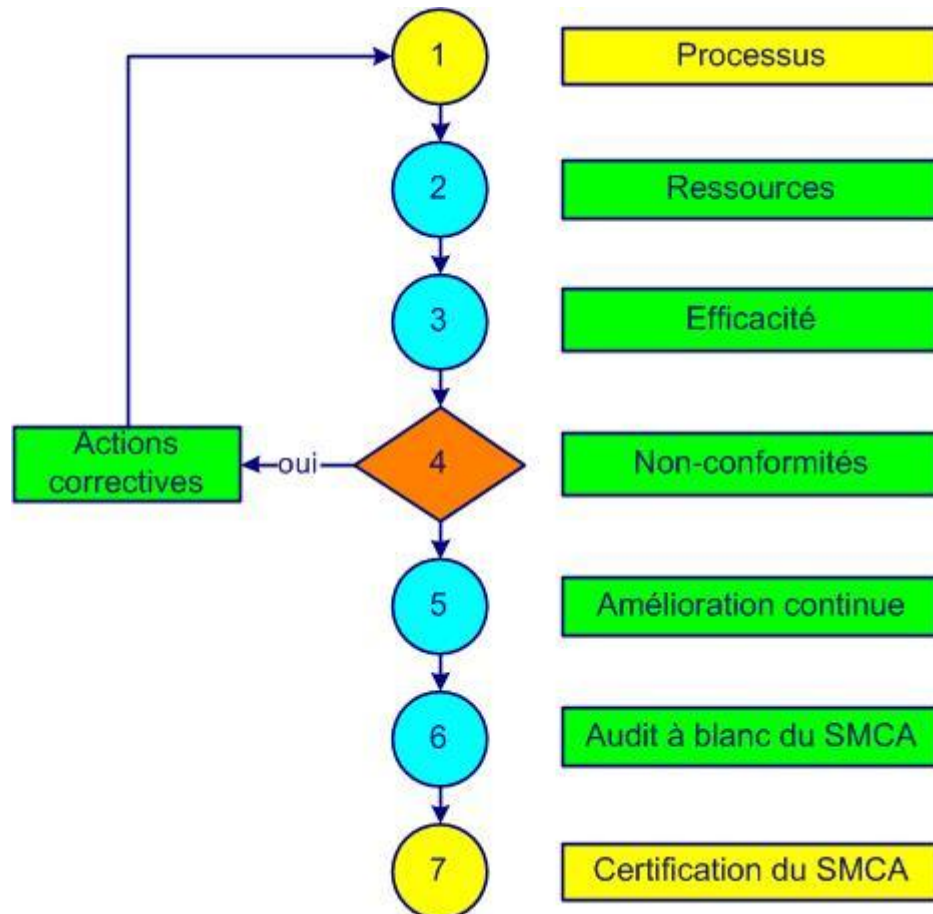 1
Processus
2
Ressources
3
Efficacité
Actions
correctives
oui
4
Non-conformités
5
Amélioration continue
6
Audit à blanc du SMCA
7
Certification du SMCA